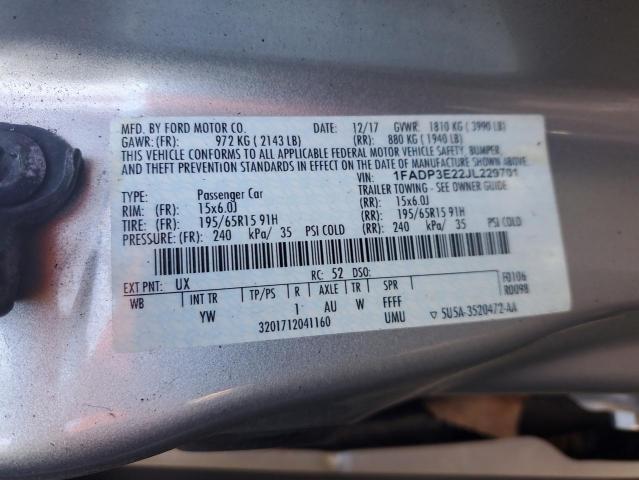 MFD. BY FORD MOTOR CO. DATE: 12/17 GVWR: 1810 KG ( 3990 LB)
GAWR: (FR): 972 KG ( 2143 LB) (RR): 880 KG ( 1940 LB)
THIS VEHICLE CONFORMS TO ALL APPLICABLE FEDERAL MOTOR VEHICLE SAFETY, BUMPER,
AND THEFT PREVENTION STANDARDS IN EFFECT ON THE DATE OF MANUFACTURE SHOWN ABOVE.
VIN: 1FADP3E22JL229701
TYPE: Passenger Car TRAILER TOWING - SEE OWNER GUIDE
RIM: (FR): 15x6.0J (RR): 15x6.0J
TIRE: (FR): 195/65R15 91H (RR): 195/65R15 91H
PRESSURE: (FR): 240 kPa/ 35 PSI COLD (RR): 240 kPa/ 35 PSI COLD
EXT PNT: UX RC: 52 DSO: F0106
WB INT TR TP/PS R AXLE TR SPR R0098
YW 1 AU W FFFF
3201712041160 UMU ▽ 5U5A-3520472-AA